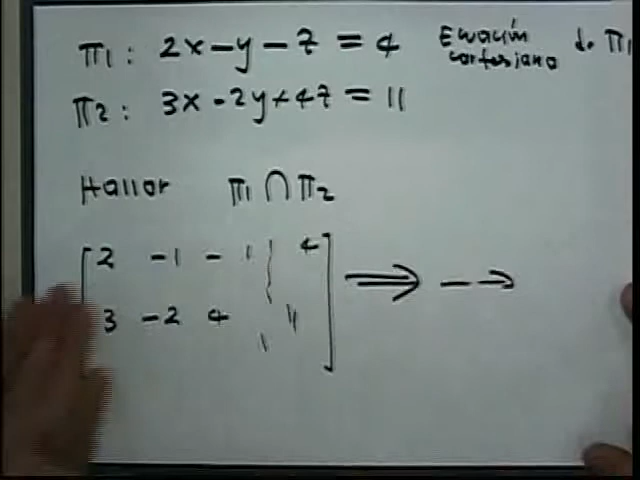 π1 : 2x - y - z = 4 Ecuación cartesiana de π1
π2 : 3x - 2y + 4z = 11
Hallar π1 ∩ π2
[ 2 -1 -1 | 4
3 -2 4 | 11 ] ⇒ →